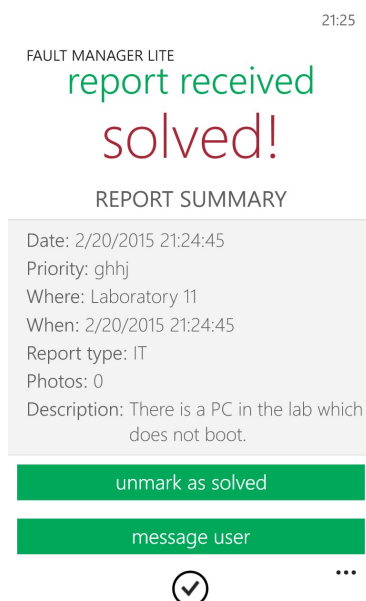 21:25
FAULT MANAGER LITE
report received
solved!
REPORT SUMMARY
Date: 2/20/2015 21:24:45
Priority: ghhj
Where: Laboratory 11
When: 2/20/2015 21:24:45
Report type: IT
Photos: 0
Description: There is a PC in the lab which
does not boot.
unmark as solved
message user